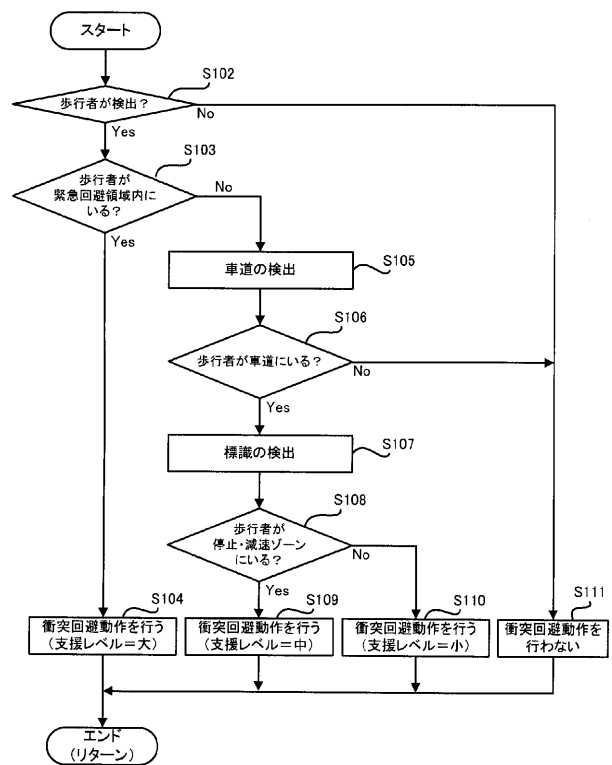 スタート
S102
歩行者が検出?
No
Yes
S103
歩行者が
緊急回避領域内に
いる?
No
Yes
S105
車道の検出
S106
歩行者が車道にいる?
No
Yes
S107
標識の検出
S108
歩行者が
停止・減速ゾーン
にいる?
No
Yes
S104
衝突回避動作を行う
(支援レベル=大)
S109
衝突回避動作を行う
(支援レベル=中)
S110
衝突回避動作を行う
(支援レベル=小)
S111
衝突回避動作を
行わない
エンド
(リターン)